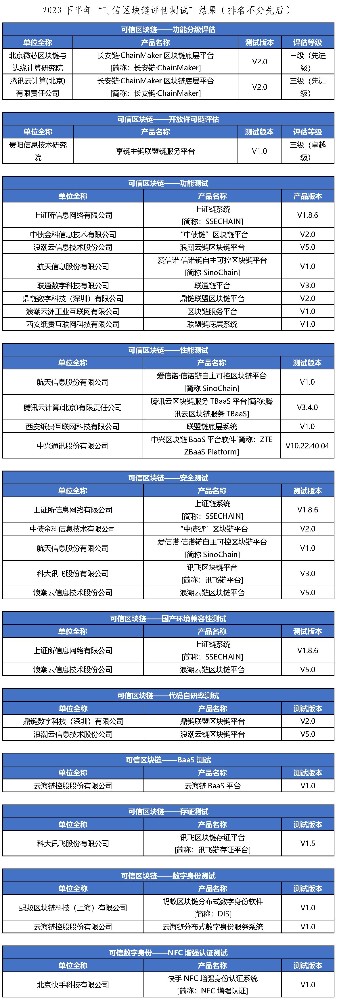 2023 下半年“可信区块链评估测试”结果（排名不分先后）
可信区块链——功能分级评估
单位全称 产品名称 测试版本 评估等级
北京微芯区块链与
边缘计算研究院
长安链·ChainMaker 区块链底层平台
[简称：长安链·ChainMaker]
V2.0
三级（先进
级）
腾讯云计算(北京)
有限责任公司
长安链·ChainMaker 区块链底层平台
[简称：长安链·ChainMaker]
V2.0
三级（先进
级）
可信区块链——开放许可链评估
单位全称 产品名称 测试版本 评估等级
贵阳信息技术研究
院
享链主链联盟链服务平台
V1.0
三级（卓越
级）
可信区块链——功能测试
单位全称 产品名称 产品版本
上证所信息网络有限公司
上证链系统
[简称：SSECHAIN]
V1.8.6
中债金科信息技术有限公司 “中债链”区块链平台 V2.0
浪潮云信息技术股份公司 浪潮云链区块链平台 V5.0
航天信息股份有限公司
爱信诺·信诺链自主可控区块链平台
[简称 SinoChain]
V1.0
联通数字科技有限公司 联通链平台 V3.0
鼎链数字科技（深圳）有限公司 鼎链联盟区块链平台 V2.0
浪潮云洲工业互联网有限公司 区块链服务平台 V1.0
西安纸贵互联网科技有限公司 联盟链底层系统 V1.0
可信区块链——性能测试
单位全称 产品名称 测试版本
航天信息股份有限公司
爱信诺·信诺链自主可控区块链平台
[简称 SinoChain]
V1.0
腾讯云计算(北京)有限责任公司
腾讯云区块链服务 TBaaS 平台[简称:腾
讯云区块链服务 TBaaS]
V3.4.0
西安纸贵互联网科技有限公司 联盟链底层系统 V1.0
中兴通讯股份有限公司
中兴区块链 BaaS 平台软件[简称：ZTE
ZBaaS Platform]
V10.22.40.04
可信区块链——安全测试
单位全称 产品名称 测试版本
上证所信息网络有限公司
上证链系统
[简称：SSECHAIN]
V1.8.6
中债金科信息技术有限公司 “中债链”区块链平台 V2.0
航天信息股份有限公司
爱信诺·信诺链自主可控区块链平台
[简称 SinoChain]
V1.0
科大讯飞股份有限公司
讯飞区块链平台
[简称：讯飞链平台]
V3.0
浪潮云信息技术股份公司 浪潮云链区块链平台 V5.0
可信区块链——国产环境兼容性测试
单位全称 产品名称 测试版本
上证所信息网络有限公司
上证链系统
[简称：SSECHAIN]
V1.8.6
浪潮云信息技术股份公司 浪潮云链区块链平台 V5.0
可信区块链——代码自研率测试
单位全称 产品名称 测试版本
鼎链数字科技（深圳）有限公司 鼎链联盟区块链平台 V2.0
浪潮云信息技术股份公司 浪潮云链区块链平台 V5.0
可信区块链——BaaS 测试
单位全称 产品名称 测试版本
云海链控股股份有限公司 云海链 BaaS 平台 V1.0
可信区块链——存证测试
单位全称 产品名称 测试版本
科大讯飞股份有限公司
讯飞区块链存证平台
[简称：讯飞链存证平台]
V1.5
可信区块链——数字身份测试
单位全称 产品名称 测试版本
蚂蚁区块链科技（上海）有限公司
蚂蚁区块链分布式数字身份软件
[简称：DIS]
V1.0
云海链控股股份有限公司 云海链分布式数字身份服务系统 V1.0
可信数字身份——NFC 增强认证测试
单位全称 产品名称 测试版本
北京快手科技有限公司
快手 NFC 增强身份认证系统
[简称：NFC 增强认证]
V1.0